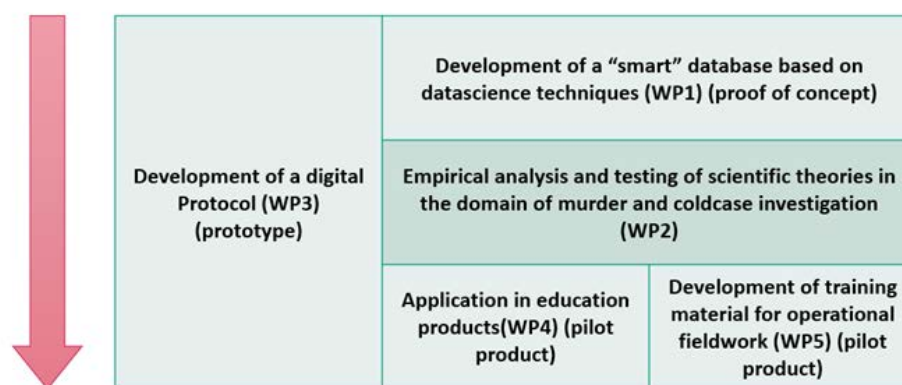 Development of a “smart” database based on
datascience techniques (WP1) (proof of concept)
Development of a digital
Protocol (WP3)
(prototype)
Empirical analysis and testing of scientific theories in
the domain of murder and coldcase investigation
(WP2)
Application in education
products(WP4) (pilot
product)
Development of training
material for operational
fieldwork (WP5) (pilot
product)